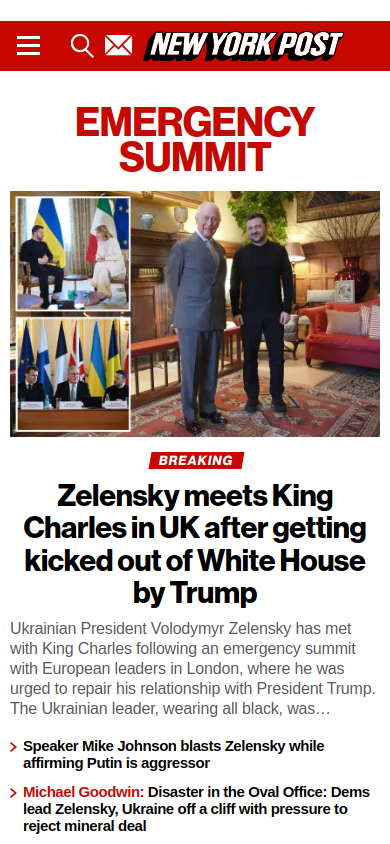 NEW YORK POST
EMERGENCY
SUMMIT
BREAKING
Zelensky meets King
Charles in UK after getting
kicked out of White House
by Trump
Ukrainian President Volodymyr Zelensky has met
with King Charles following an emergency summit
with European leaders in London, where he was
urged to repair his relationship with President Trump.
The Ukrainian leader, wearing all black, was…
Speaker Mike Johnson blasts Zelensky while
affirming Putin is aggressor
Michael Goodwin: Disaster in the Oval Office: Dems
lead Zelensky, Ukraine off a cliff with pressure to
reject mineral deal